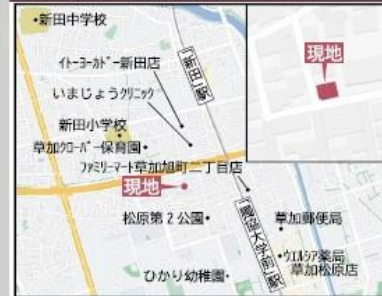 •新田中学校
ｲﾄｰﾖｰｶﾄﾞｰ新田店
いまじょうｸﾘﾆｯｸ
「新田」駅
新田小学校
草加ｸﾛｰﾊﾞｰ保育園•
ﾌｧﾐﾘｰﾏｰﾄ草加旭町二丁目店
現地
現地
松原第2公園•
「獨協大学前」駅
草加郵便局
•ｳｴﾙｼｱ薬局
草加松原店
ひかり幼稚園•